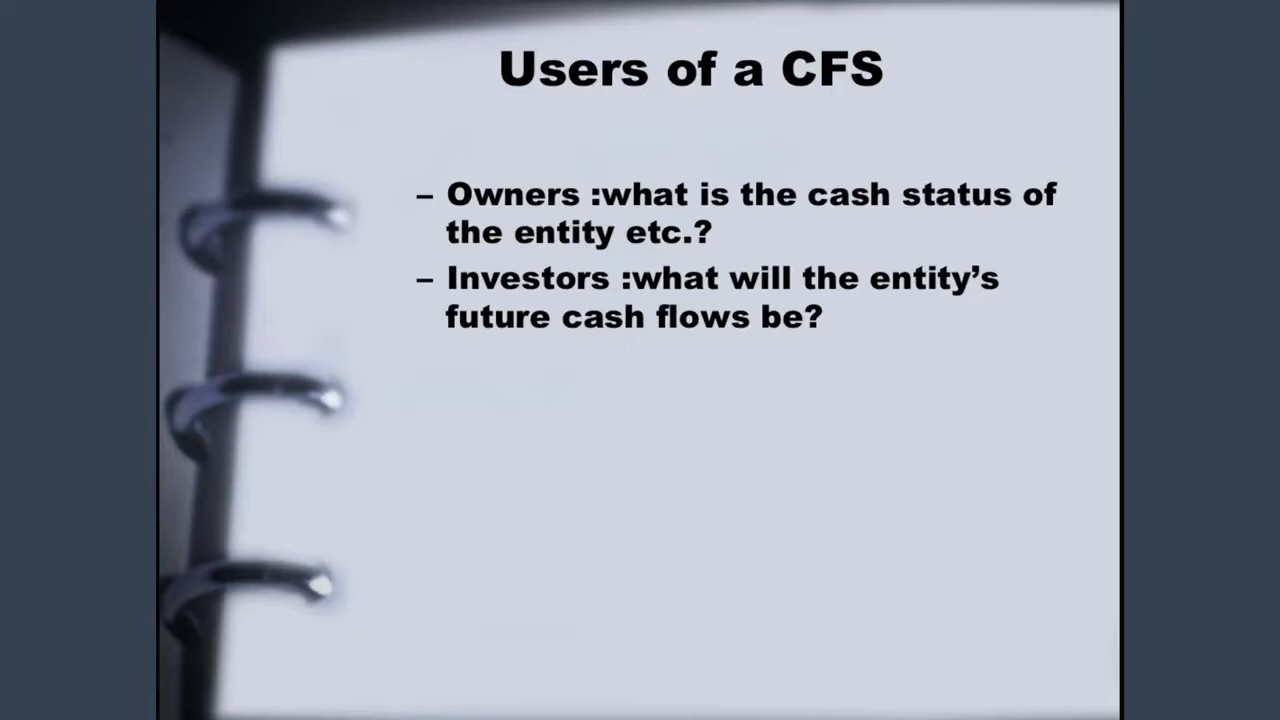 Users of a CFS
– Owners :what is the cash status of
the entity etc.?
– Investors :what will the entity’s
future cash flows be?